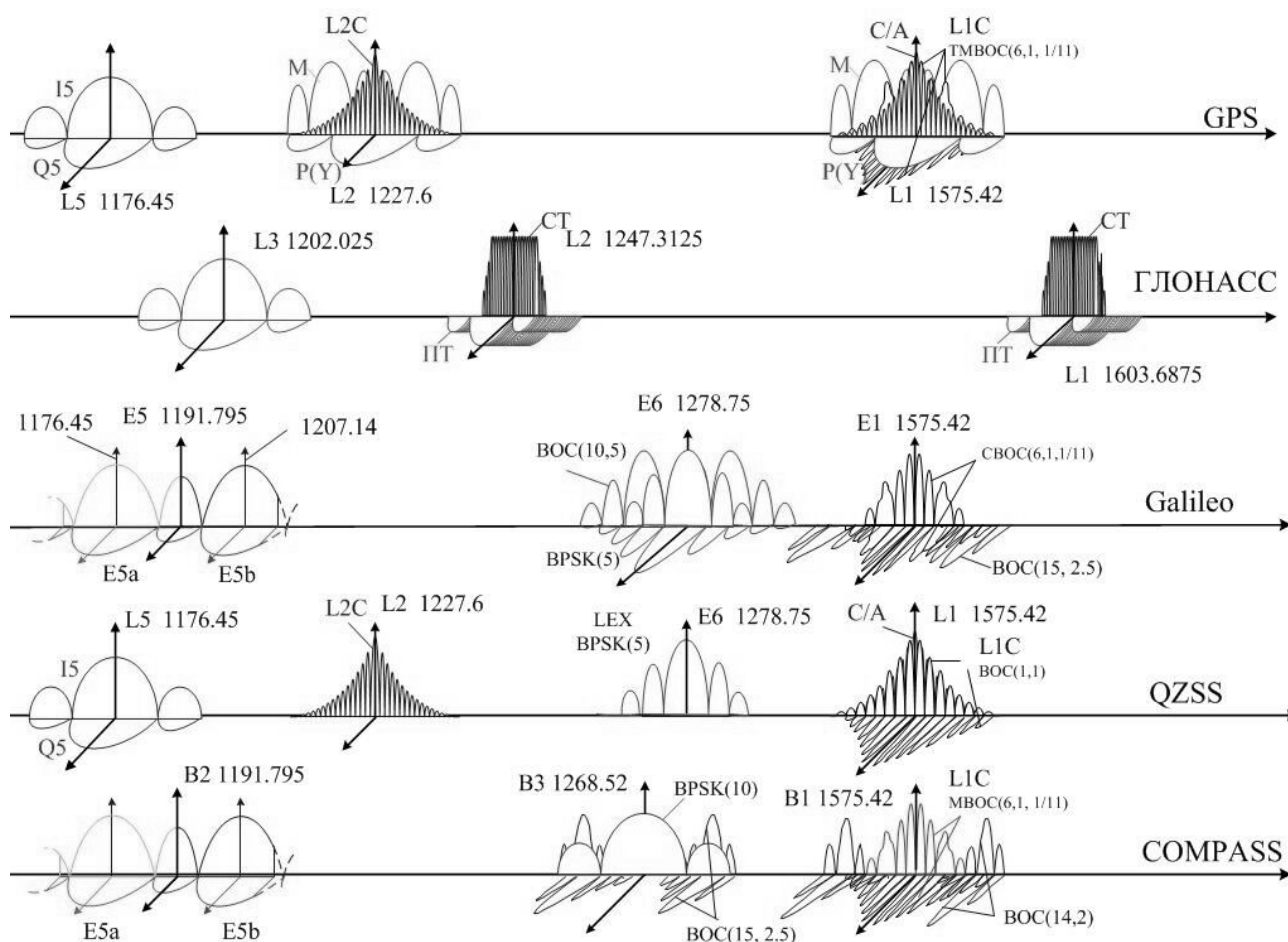 L2C
C/A
L1C
TMBOC(6,1, 1/11)
I5
M
M
GPS
Q5
P(Y)
P(Y)
L5 1176.45
L2 1227.6
L1 1575.42
L3 1202.025
СТ
L2 1247.3125
СТ
ГЛОНАСС
ПТ
ПТ
L1 1603.6875
1176.45
E5 1191.795
1207.14
E6 1278.75
E1 1575.42
BOC(10,5)
CBOC(6,1,1/11)
Galileo
BPSK(5)
E5a
E5b
BOC(15, 2.5)
L5 1176.45
L2C
L2 1227.6
LEX
BPSK(5)
E6 1278.75
C/A
L1 1575.42
I5
L1C
BOC(1,1)
QZSS
Q5
B2 1191.795
B3 1268.52
BPSK(10)
B1 1575.42
L1C
MBOC(6,1, 1/11)
COMPASS
E5a
E5b
BOC(15, 2.5)
BOC(14,2)